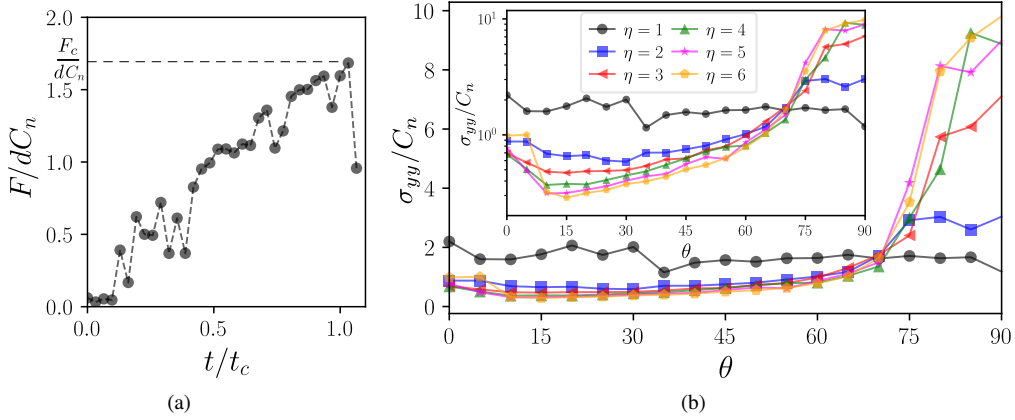 2.0
1.5
1.0
0.5
0.0
F_c
dC_n
F/dC_n
0.0 0.5 1.0
t/t_c
(a)
10
8
6
4
2
0
σ_yy/C_n
0 15 30 45 60 75 90
θ
(b)
10^1
10^0
σ_yy/C_n
0 15 30 45 60 75 90
θ
η = 1 η = 4
η = 2 η = 5
η = 3 η = 6